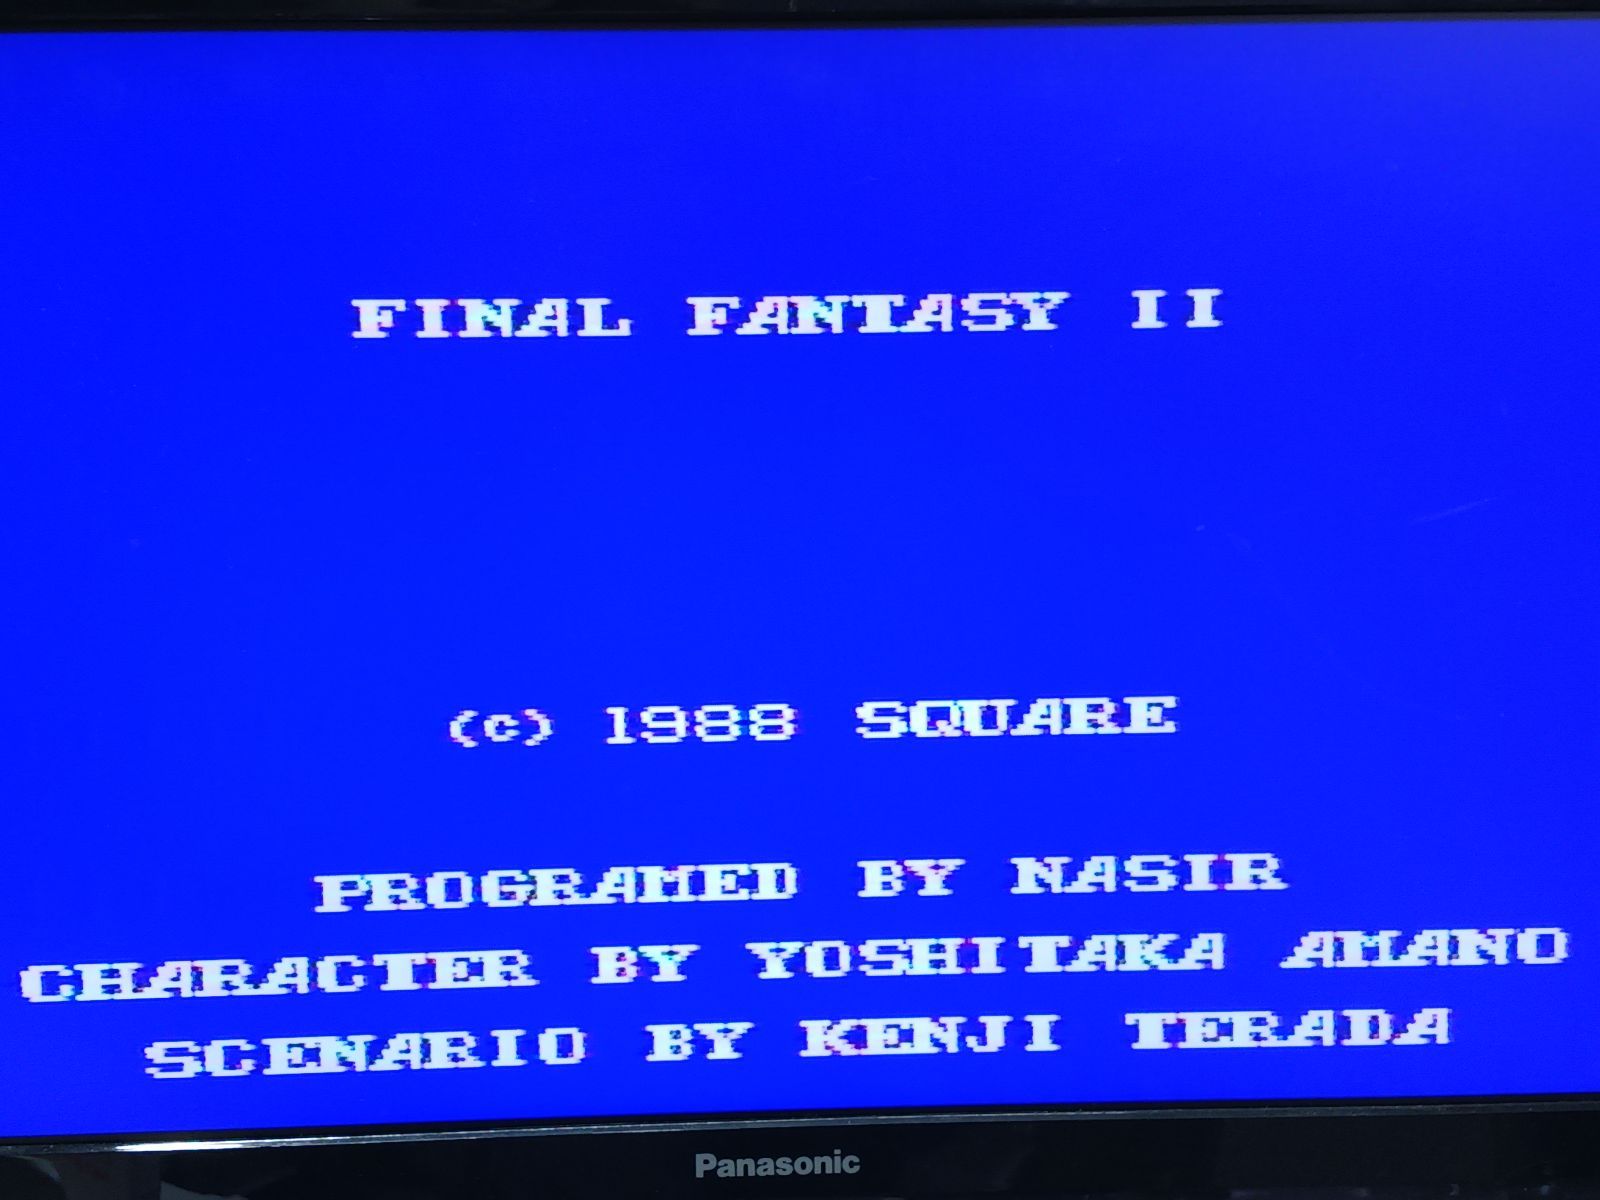 FINAL FANTASY II
(c) 1988 SQUARE
PROGRAMED BY NASIR
CHARACTER BY YOSHITAKA AMANO
SCENARIO BY KENJI TERADA
Panasonic